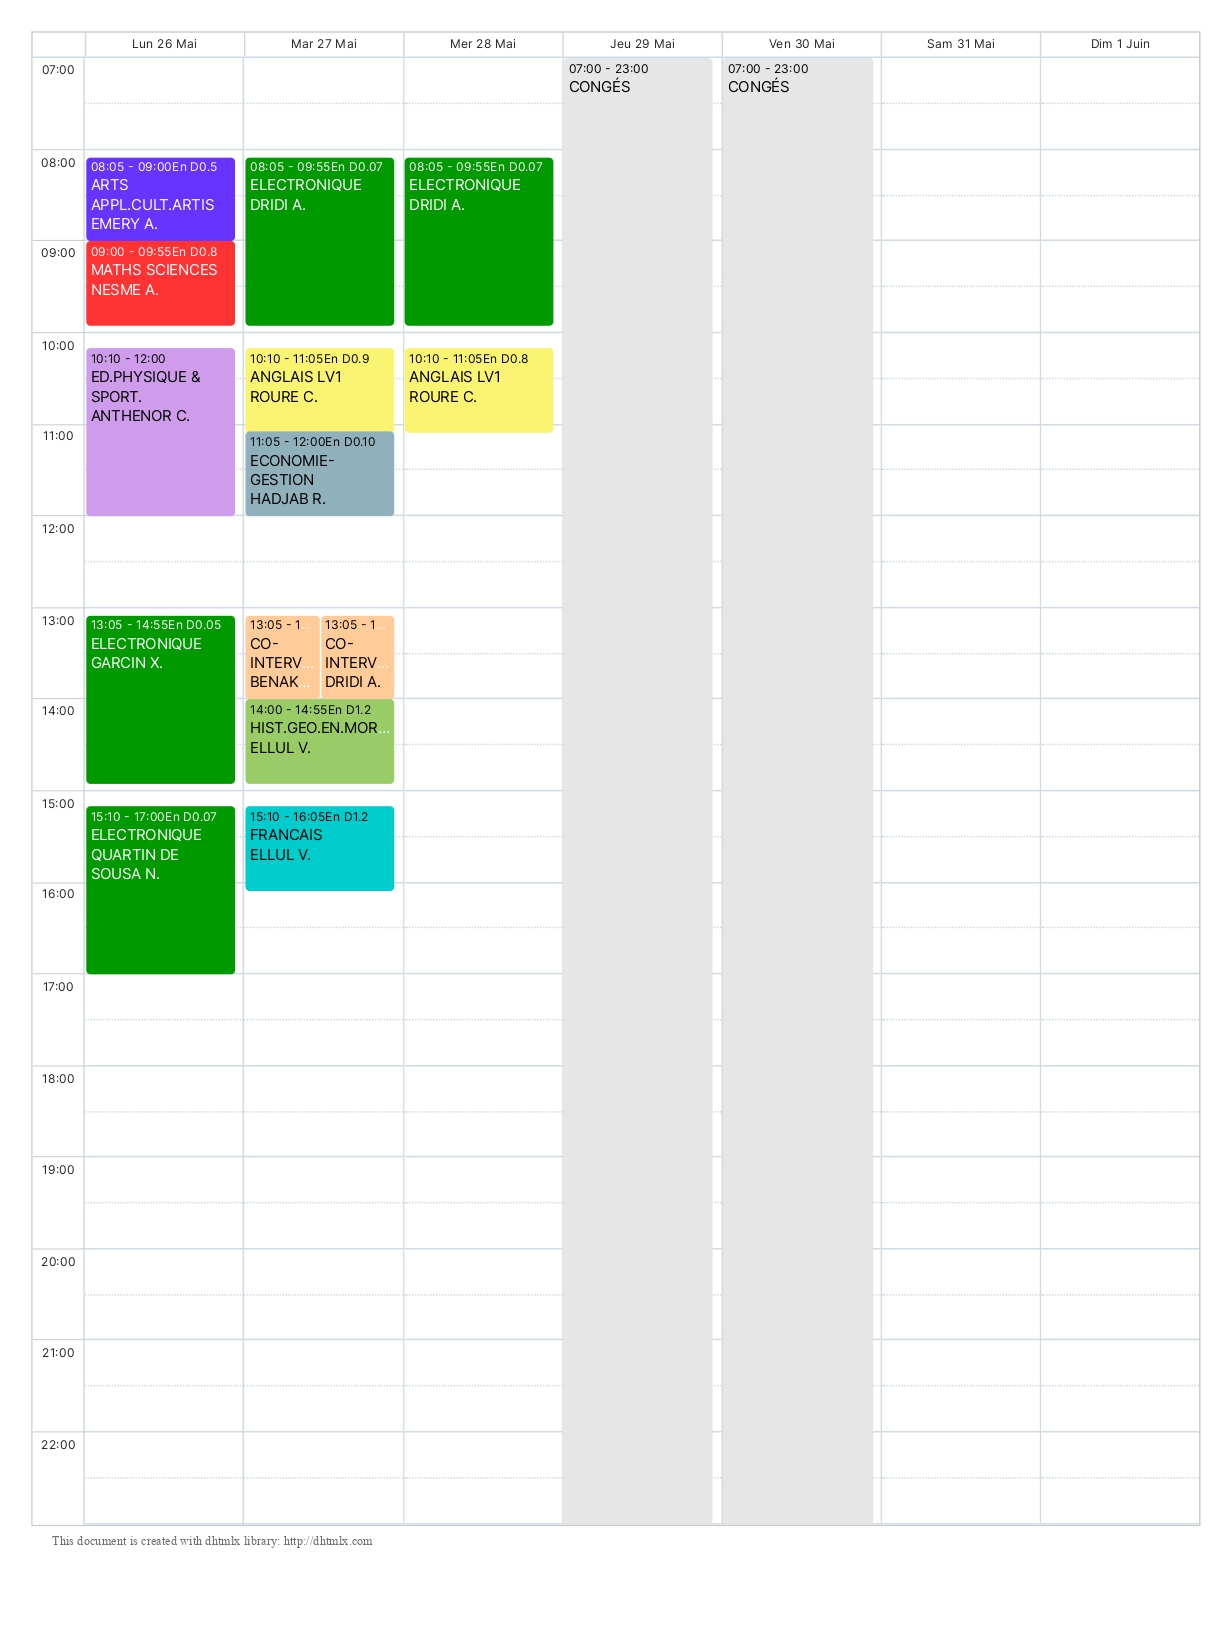 Lun 26 Mai
Mar 27 Mai
Mer 28 Mai
Jeu 29 Mai
Ven 30 Mai
Sam 31 Mai
Dim 1 Juin
07:00
08:00
09:00
10:00
11:00
12:00
13:00
14:00
15:00
16:00
17:00
18:00
19:00
20:00
21:00
22:00
08:05 - 09:00En D0.5
ARTS
APPL.CULT.ARTIS
EMERY A.
09:00 - 09:55En D0.8
MATHS SCIENCES
NESME A.
10:10 - 12:00
ED.PHYSIQUE &
SPORT.
ANTHENOR C.
13:05 - 14:55En D0.05
ELECTRONIQUE
GARCIN X.
15:10 - 17:00En D0.07
ELECTRONIQUE
QUARTIN DE
SOUSA N.
08:05 - 09:55En D0.07
ELECTRONIQUE
DRIDI A.
10:10 - 11:05En D0.9
ANGLAIS LV1
ROURE C.
11:05 - 12:00En D0.10
ECONOMIE-
GESTION
HADJAB R.
13:05 - 1...
CO-
INTERV...
BENAK...
13:05 - 1...
CO-
INTERV...
DRIDI A.
14:00 - 14:55En D1.2
HIST.GEO.EN.MOR...
ELLUL V.
15:10 - 16:05En D1.2
FRANCAIS
ELLUL V.
08:05 - 09:55En D0.07
ELECTRONIQUE
DRIDI A.
10:10 - 11:05En D0.8
ANGLAIS LV1
ROURE C.
07:00 - 23:00
CONGÉS
07:00 - 23:00
CONGÉS
This document is created with dhtmlx library: http://dhtmlx.com